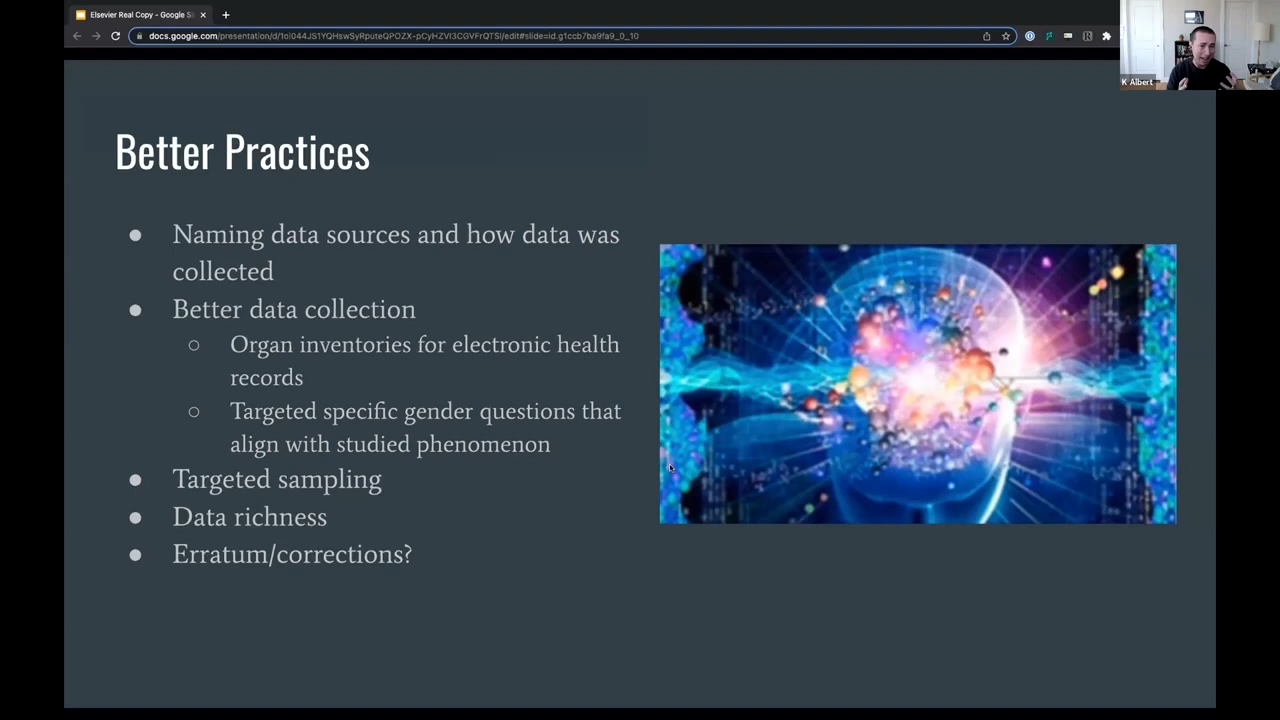 Elsevier Real Copy - Google Sl
docs.google.com/presentation/d/1ol044JS1YQHswSyRputeQPOZX-pCyHZVI3CGVFrQTSI/edit#slide=id.g1ccb7ba9fa9_0_10
K Albert
Better Practices
● Naming data sources and how data was
collected
● Better data collection
○ Organ inventories for electronic health
records
○ Targeted specific gender questions that
align with studied phenomenon
● Targeted sampling
● Data richness
● Erratum/corrections?